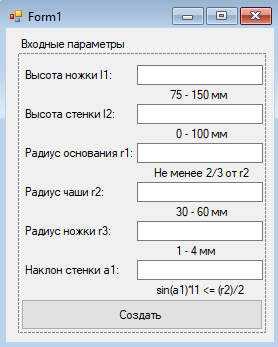 Form1
Входные параметры
Высота ножки l1:
75 - 150 мм
Высота стенки l2:
0 - 100 мм
Радиус основания r1:
Не менее 2/3 от r2
Радиус чаши r2:
30 - 60 мм
Радиус ножки r3:
1 - 4 мм
Наклон стенки a1:
sin(a1)*l1 <= (r2)/2
Создать